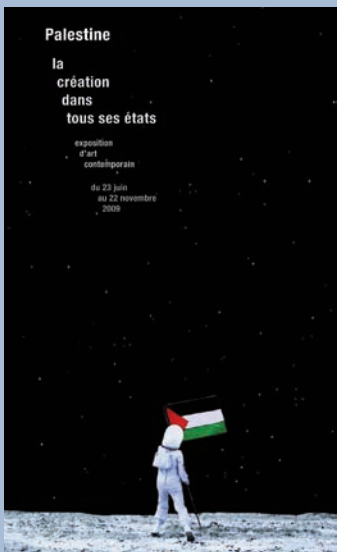 Palestine
la
création
dans
tous ses états
exposition
d'art
contemporain
du 23 juin
au 22 novembre
2009